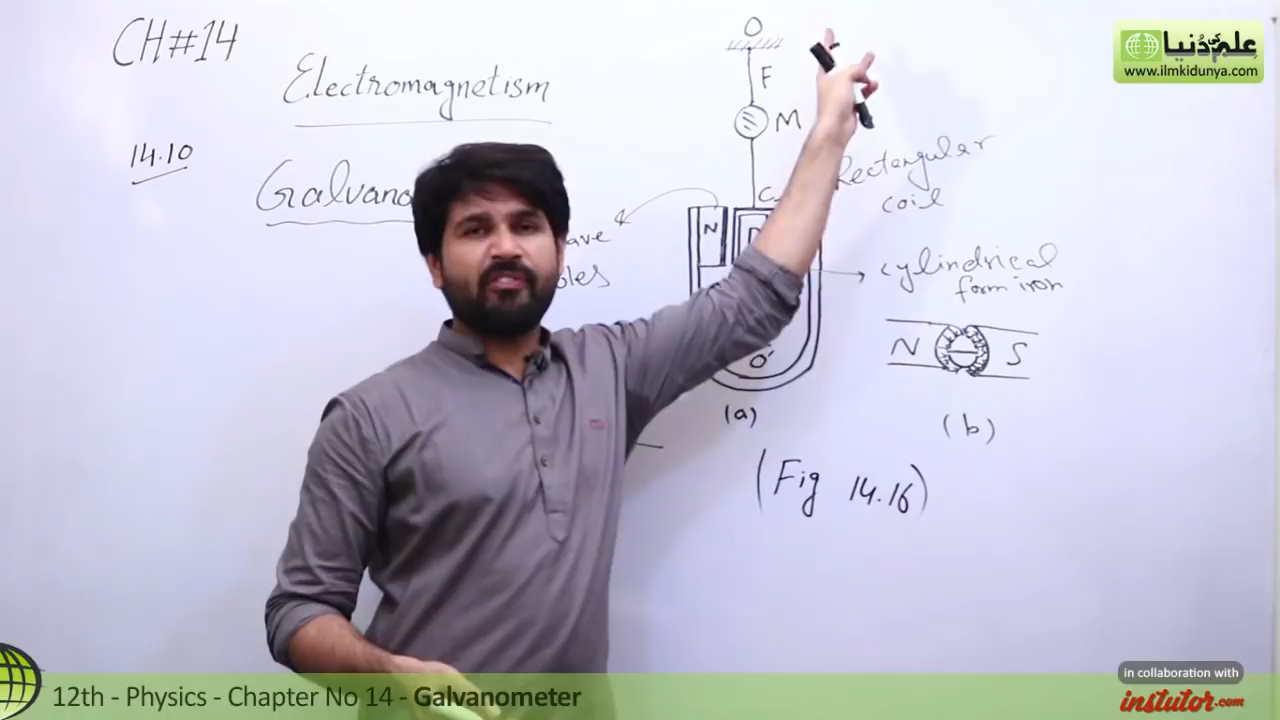 CH#14
Electromagnetism
14.10
Galvano
O
F
M
C
Rectangular
coil
N
ave
oles
cylindrical
form iron
O'
N S
(a)
(b)
(Fig 14.16)
علم کی دُنیا
www.ilmkidunya.com
12th - Physics - Chapter No 14 - Galvanometer
In collaboration with
instutor.com